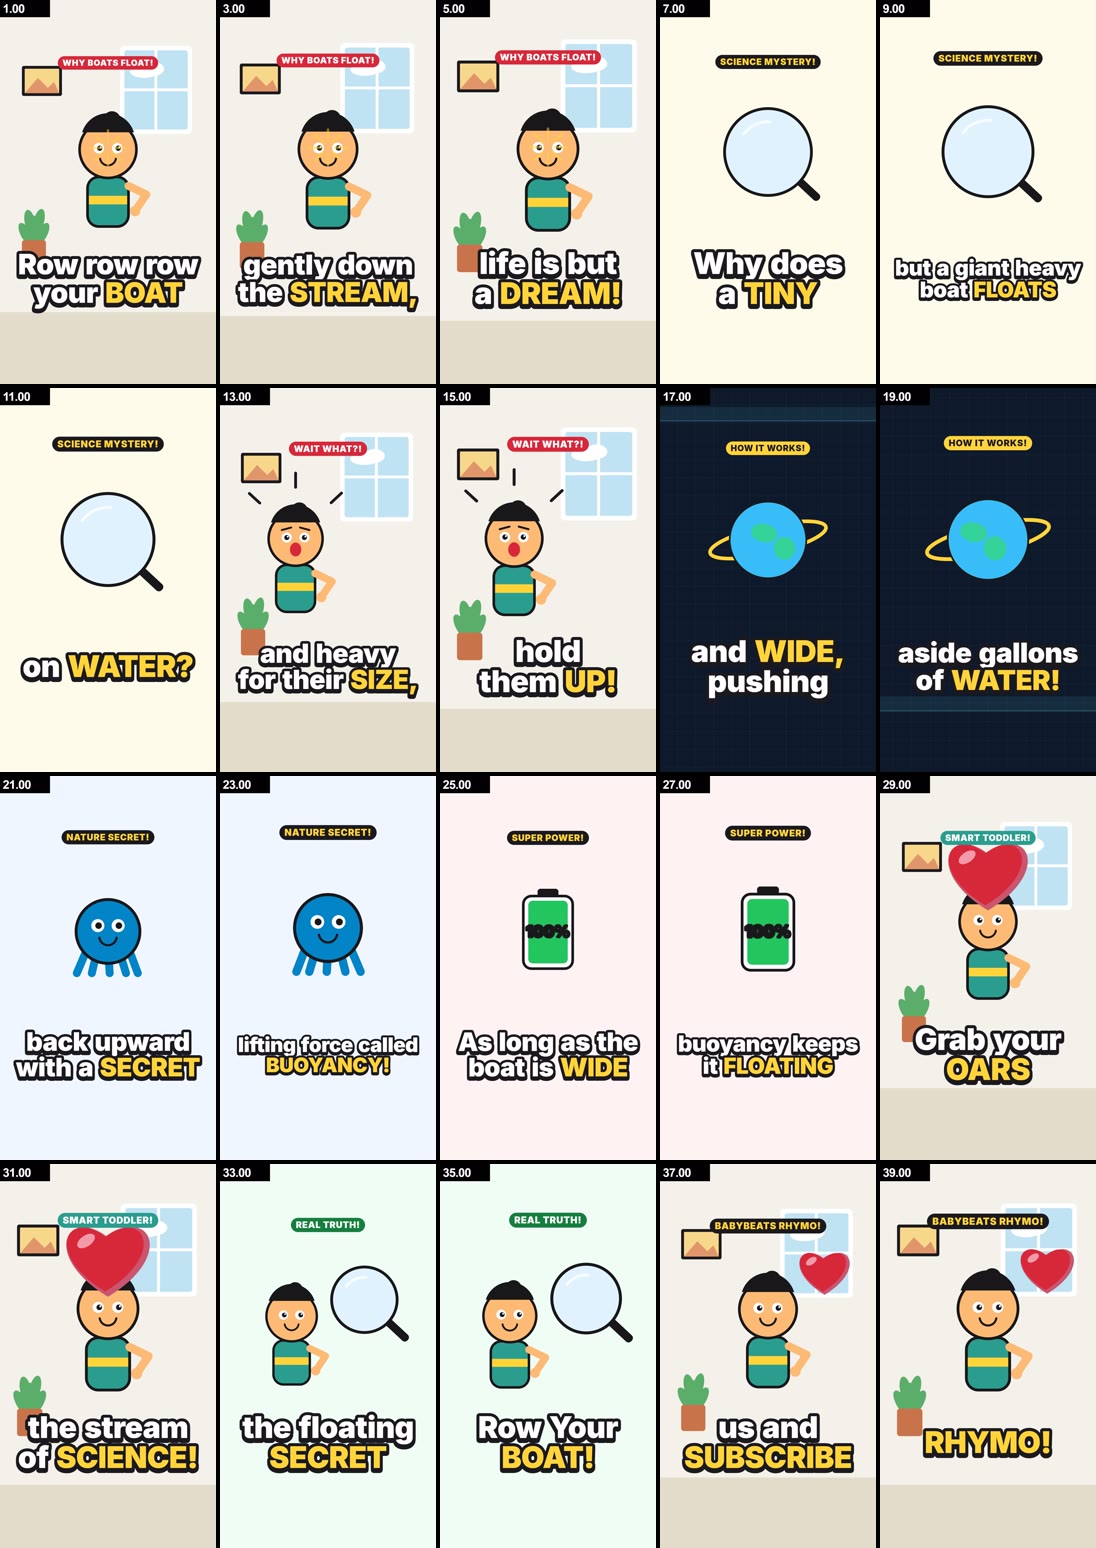 1.00
WHY BOATS FLOAT!
Row row row
your BOAT
3.00
WHY BOATS FLOAT!
gently down
the STREAM,
5.00
WHY BOATS FLOAT!
life is but
a DREAM!
7.00
SCIENCE MYSTERY!
Why does
a TINY
9.00
SCIENCE MYSTERY!
but a giant heavy
boat FLOATS
11.00
SCIENCE MYSTERY!
on WATER?
13.00
WAIT WHAT?!
and heavy
for their SIZE,
15.00
WAIT WHAT?!
hold
them UP!
17.00
HOW IT WORKS!
and WIDE,
pushing
19.00
HOW IT WORKS!
aside gallons
of WATER!
21.00
NATURE SECRET!
back upward
with a SECRET
23.00
NATURE SECRET!
lifting force called
BUOYANCY!
25.00
SUPER POWER!
100%
As long as the
boat is WIDE
27.00
SUPER POWER!
100%
buoyancy keeps
it FLOATING
29.00
SMART TODDLER!
Grab your
OARS
31.00
SMART TODDLER!
the stream
of SCIENCE!
33.00
REAL TRUTH!
the floating
SECRET
35.00
REAL TRUTH!
Row Your
BOAT!
37.00
BABYBEATS RHYMO!
us and
SUBSCRIBE
39.00
BABYBEATS RHYMO!
RHYMO!